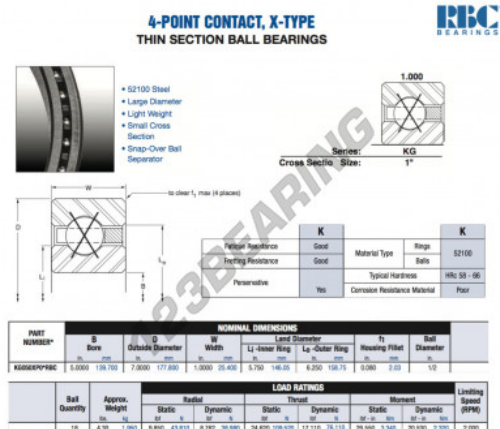 4-POINT CONTACT, X-TYPE
THIN SECTION BALL BEARINGS
RBC
BEARINGS
• 52100 Steel
• Large Diameter
• Light Weight
• Small Cross Section
• Snap-Over Ball Separator
1.000
Series: KG
Cross Sectio Size: 1"
W
to clear f1 max (4 places)
D
123BEARING
K K
Fatigue Resistance Good Material Type Rings 52100
Fretting Resistance Good Balls
Perservative Yes Typical Hardness HRc 58 - 66
Corrosion Resistance Material Poor
PART NUMBER* NOMINAL DIMENSIONS
B Bore D Outside Diameter W Width Land Diameter f1 Housing Fillet Ball Diameter
L1 -Inner Ring L0 -Outer Ring
in. mm in. mm in. mm in. mm in. mm in. mm in.
5.0000 7.0000 177.800 1.0000 25.400 5.750 146.05 6.250 158.75 0.080 2.03 1/2
LOAD RATINGS
Ball Quantity Approx. Weight Radial Thrust Moment Limiting Speed (RPM)
Static Dynamic Static Dynamic Static Dynamic